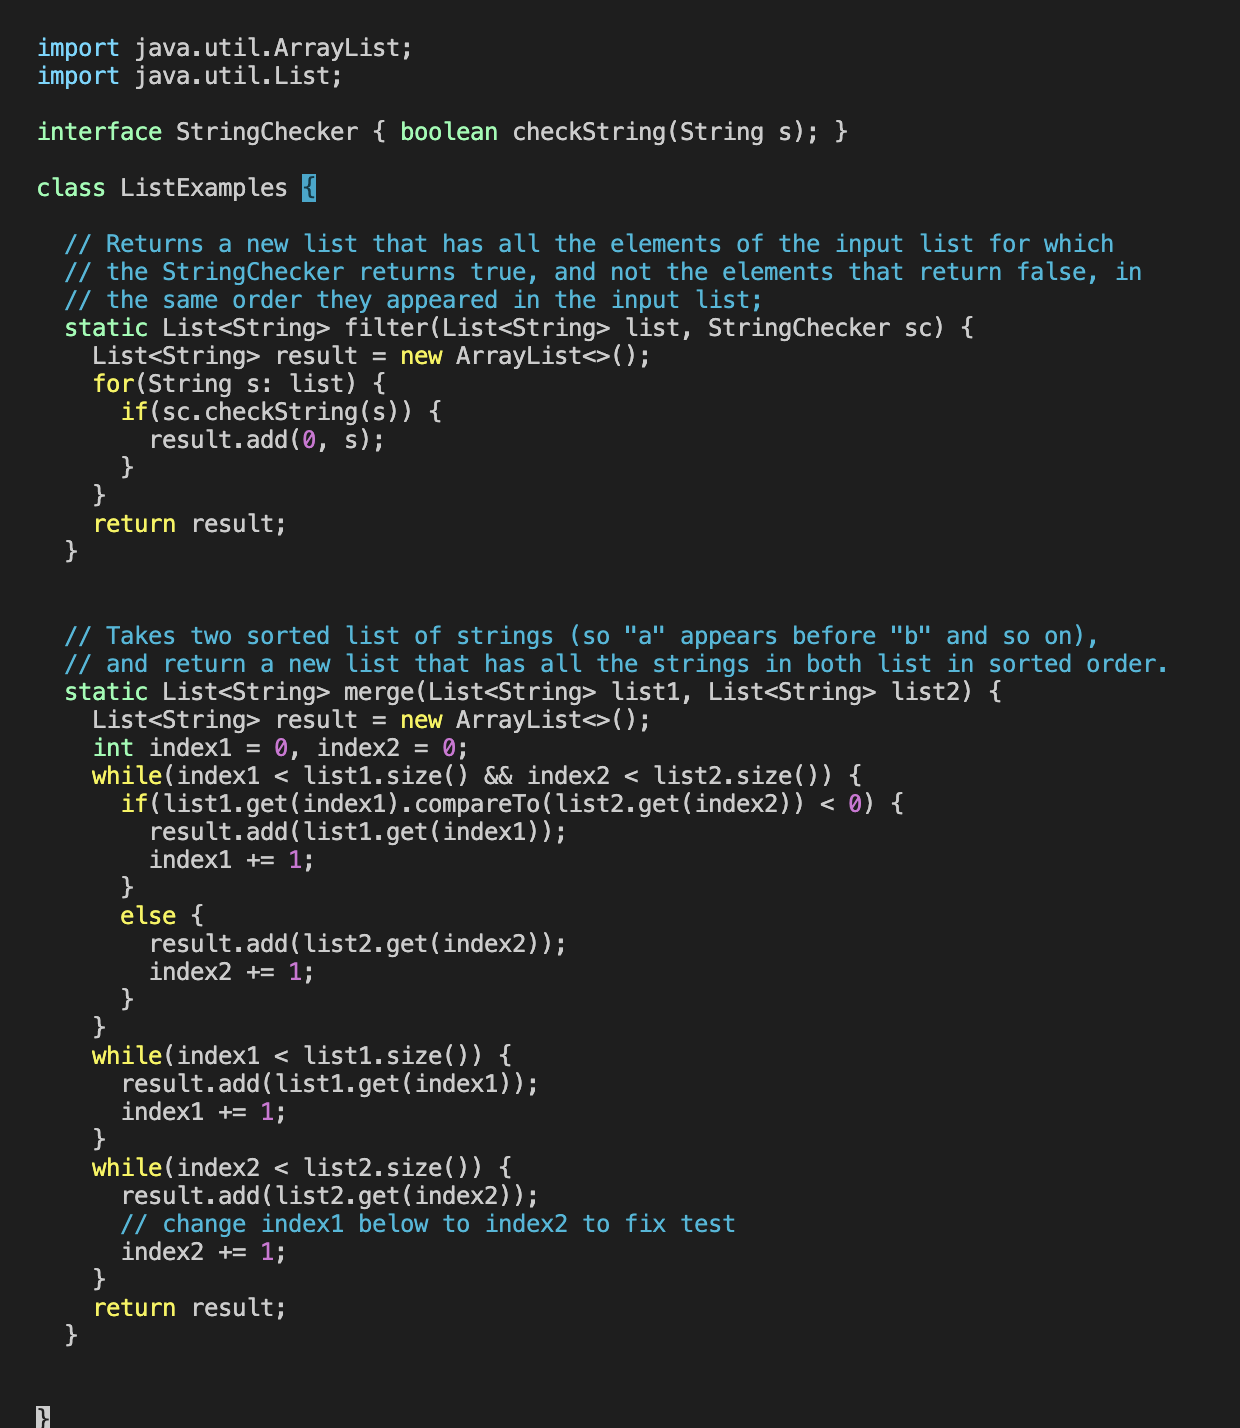 import java.util.ArrayList;
import java.util.List;

interface StringChecker { boolean checkString(String s); }

class ListExamples {

  // Returns a new list that has all the elements of the input list for which
  // the StringChecker returns true, and not the elements that return false, in
  // the same order they appeared in the input list;
  static List<String> filter(List<String> list, StringChecker sc) {
    List<String> result = new ArrayList<>();
    for(String s: list) {
      if(sc.checkString(s)) {
        result.add(0, s);
      }
    }
    return result;
  }


  // Takes two sorted list of strings (so "a" appears before "b" and so on),
  // and return a new list that has all the strings in both list in sorted order.
  static List<String> merge(List<String> list1, List<String> list2) {
    List<String> result = new ArrayList<>();
    int index1 = 0, index2 = 0;
    while(index1 < list1.size() && index2 < list2.size()) {
      if(list1.get(index1).compareTo(list2.get(index2)) < 0) {
        result.add(list1.get(index1));
        index1 += 1;
      }
      else {
        result.add(list2.get(index2));
        index2 += 1;
      }
    }
    while(index1 < list1.size()) {
      result.add(list1.get(index1));
      index1 += 1;
    }
    while(index2 < list2.size()) {
      result.add(list2.get(index2));
      // change index1 below to index2 to fix test
      index2 += 1;
    }
    return result;
  }


}